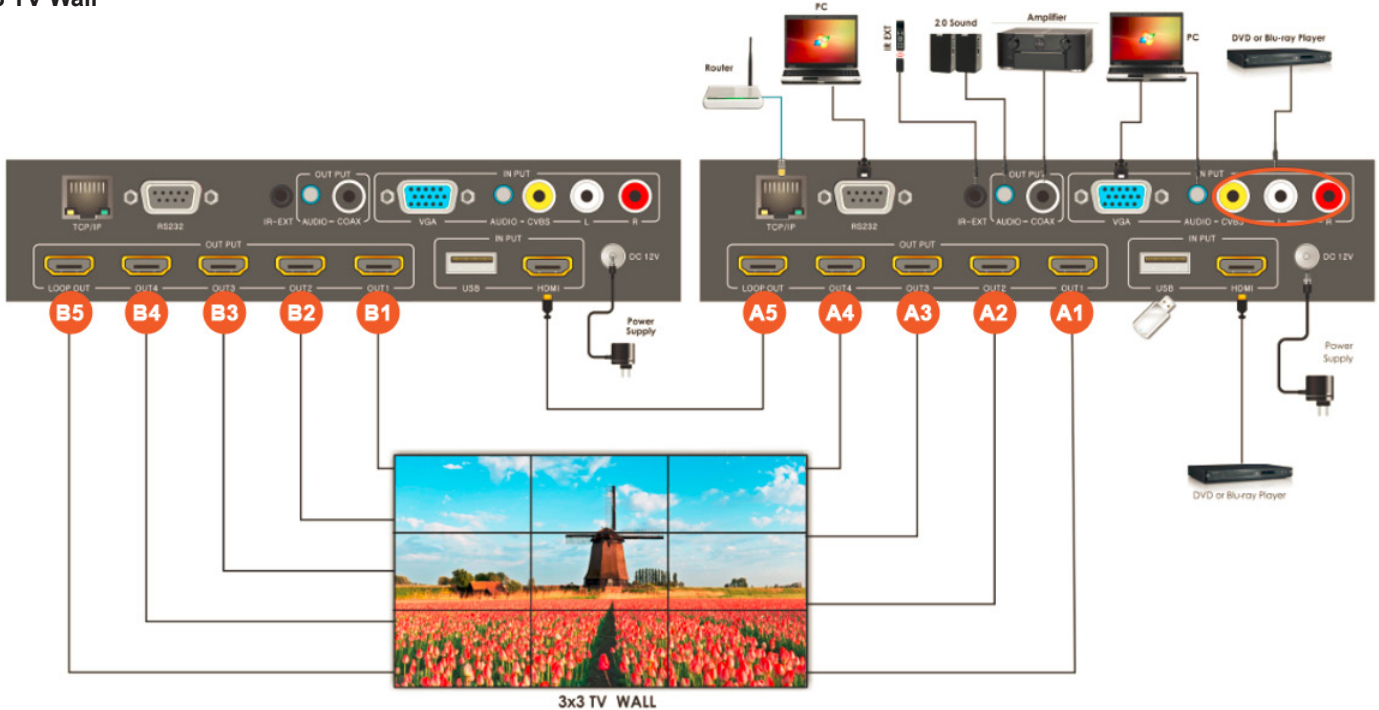 3 TV Wall
PC
Router
IR EXT
2.0 Sound
Amplifier
PC
DVD or Blu-ray Player
OUT PUT
IN PUT
TCP/IP
RS232
IR-EXT
AUDIO
COAX
VGA
AUDIO
CVBS
L
R
OUT PUT
IN PUT
LOOP OUT
OUT4
OUT3
OUT2
OUT1
USB
HDMI
DC 12V
B5
B4
B3
B2
B1
Power
Supply
OUT PUT
IN PUT
TCP/IP
RS232
IR-EXT
AUDIO
COAX
VGA
AUDIO
CVBS
L
R
OUT PUT
IN PUT
LOOP OUT
OUT4
OUT3
OUT2
OUT1
USB
HDMI
DC 12V
A5
A4
A3
A2
A1
Power
Supply
DVD or Blu-ray Player
3x3 TV WALL